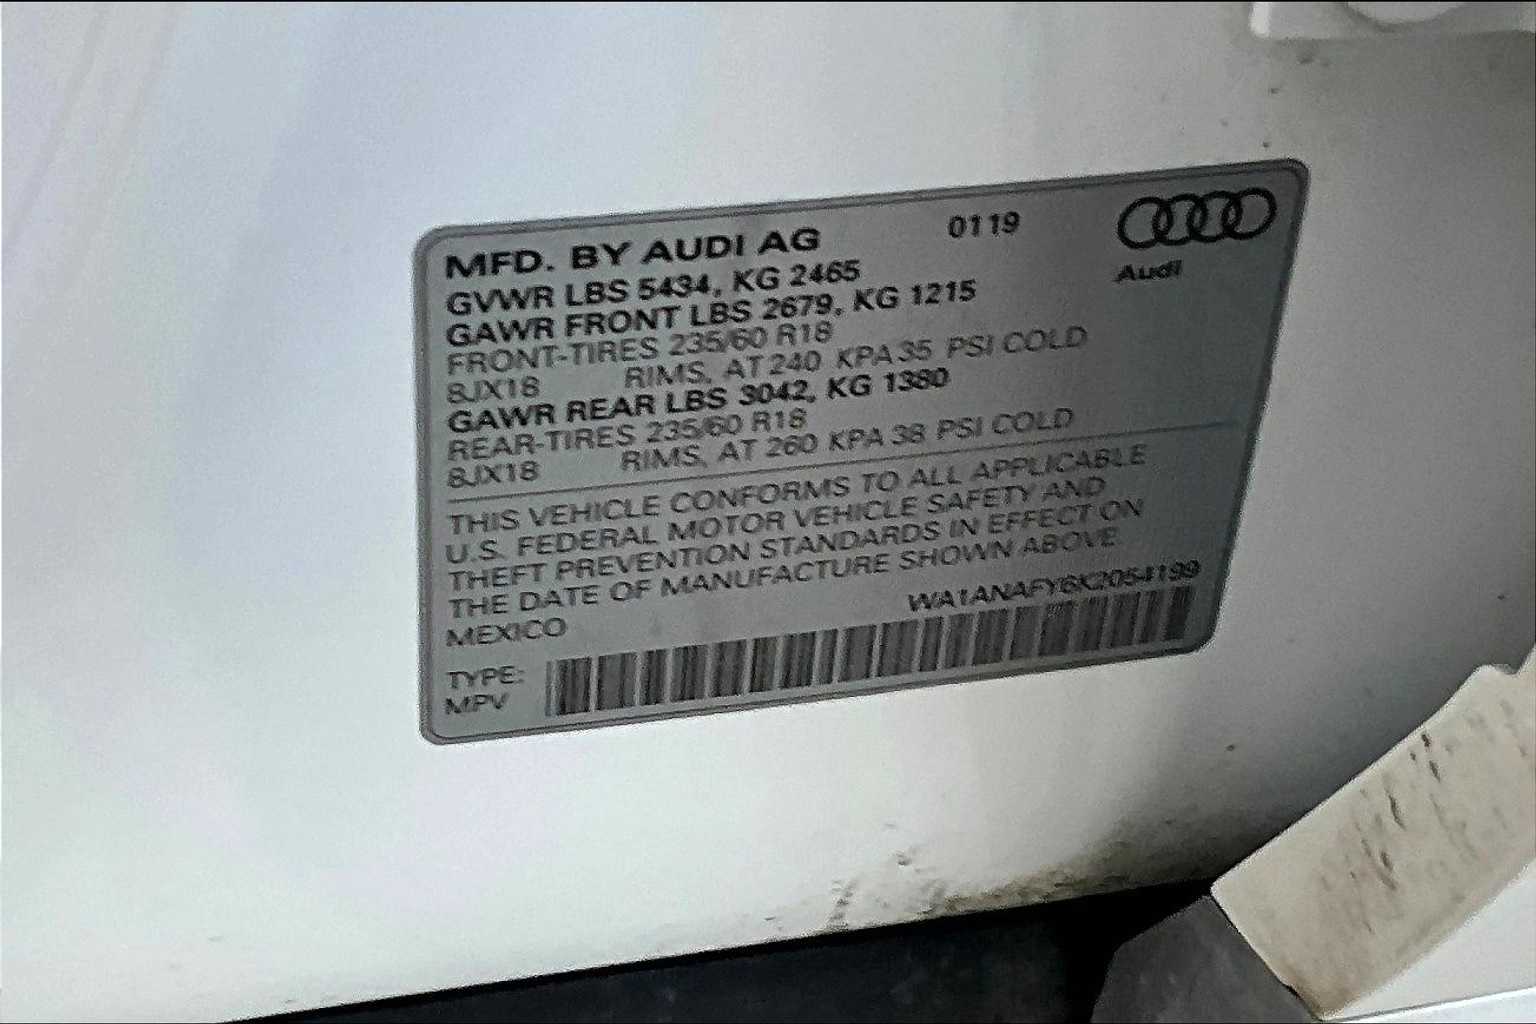 MFD. BY AUDI AG 0119
Audi
GVWR LBS 5434, KG 2465
GAWR FRONT LBS 2679, KG 1215
FRONT-TIRES 235/60 R18
8JX18 RIMS, AT 240 KPA 35 PSI COLD
GAWR REAR LBS 3042, KG 1380
REAR-TIRES 235/60 R18
8JX18 RIMS, AT 260 KPA 38 PSI COLD
THIS VEHICLE CONFORMS TO ALL APPLICABLE
U.S. FEDERAL MOTOR VEHICLE SAFETY AND
THEFT PREVENTION STANDARDS IN EFFECT ON
THE DATE OF MANUFACTURE SHOWN ABOVE.
MEXICO WA1ANAFY6K2054199
TYPE:
MPV